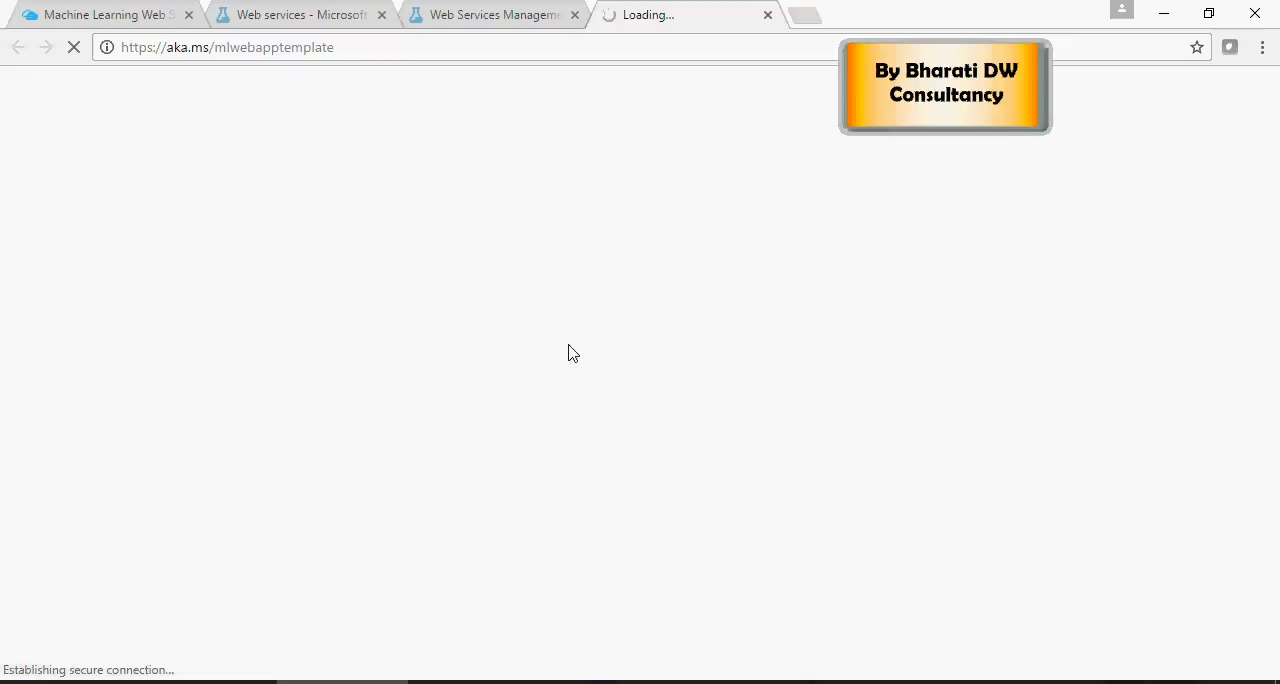 Machine Learning Web S
Web services - Microsoft
Web Services Manageme
Loading...
https://aka.ms/mlwebapptemplate
By Bharati DW
Consultancy
Establishing secure connection...